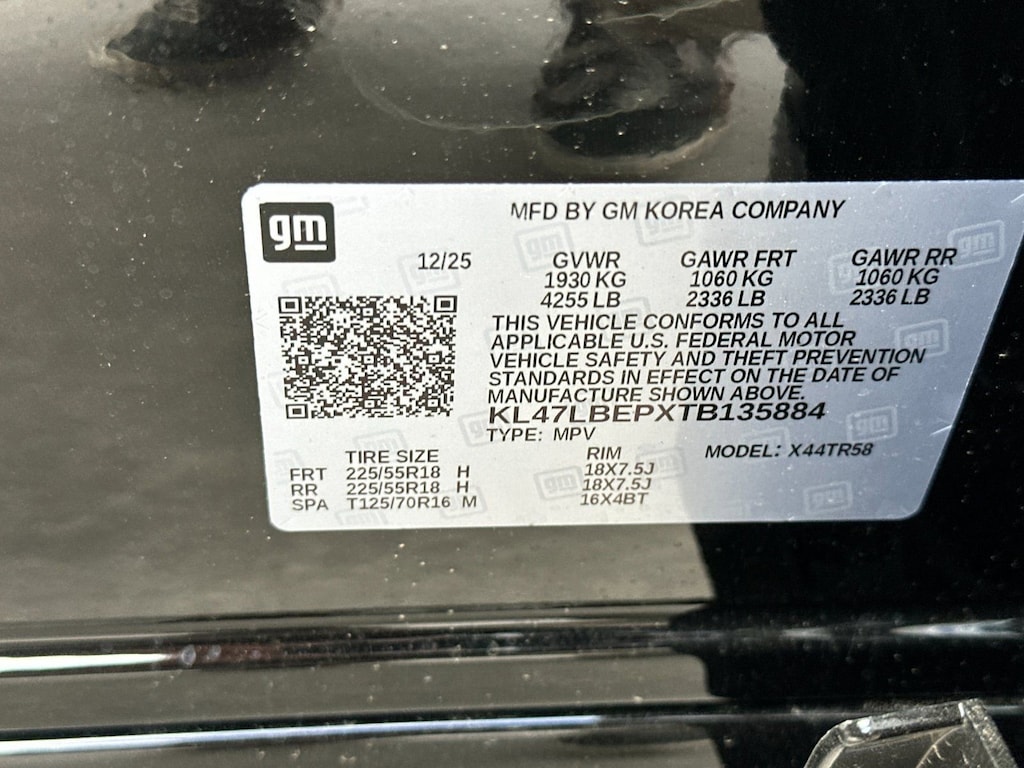 gm
MFD BY GM KOREA COMPANY
12/25 GVWR GAWR FRT GAWR RR
1930 KG 1060 KG 1060 KG
4255 LB 2336 LB 2336 LB
THIS VEHICLE CONFORMS TO ALL
APPLICABLE U.S. FEDERAL MOTOR
VEHICLE SAFETY AND THEFT PREVENTION
STANDARDS IN EFFECT ON THE DATE OF
MANUFACTURE SHOWN ABOVE.
KL47LBEPXTB135884
TYPE: MPV
TIRE SIZE RIM MODEL: X44TR58
FRT 225/55R18 H 18X7.5J
RR 225/55R18 H 18X7.5J
SPA T125/70R16 M 16X4BT